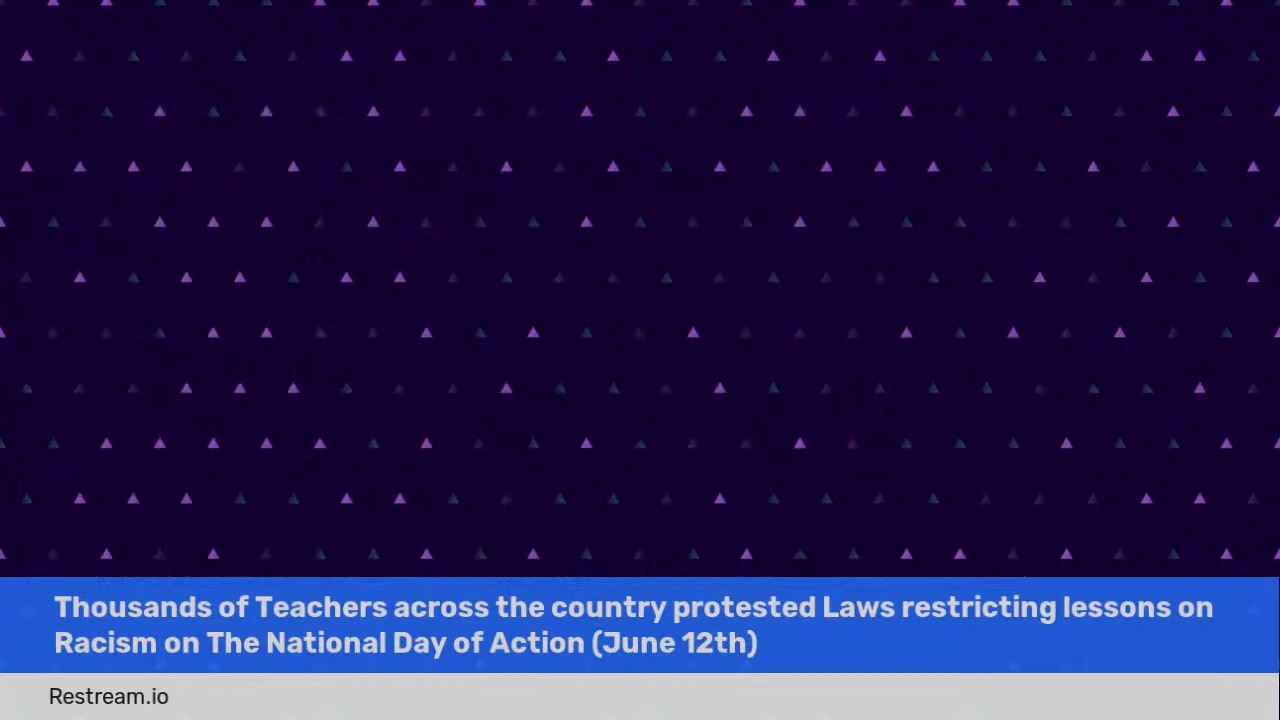 Thousands of Teachers across the country protested Laws restricting lessons on
Racism on The National Day of Action (June 12th)
Restream.io